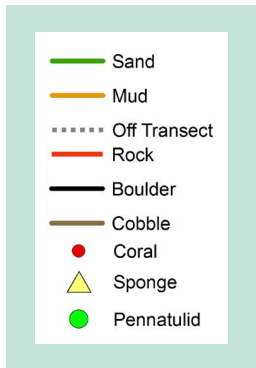 Sand
Mud
Off Transect
Rock
Boulder
Cobble
Coral
Sponge
Pennatulid